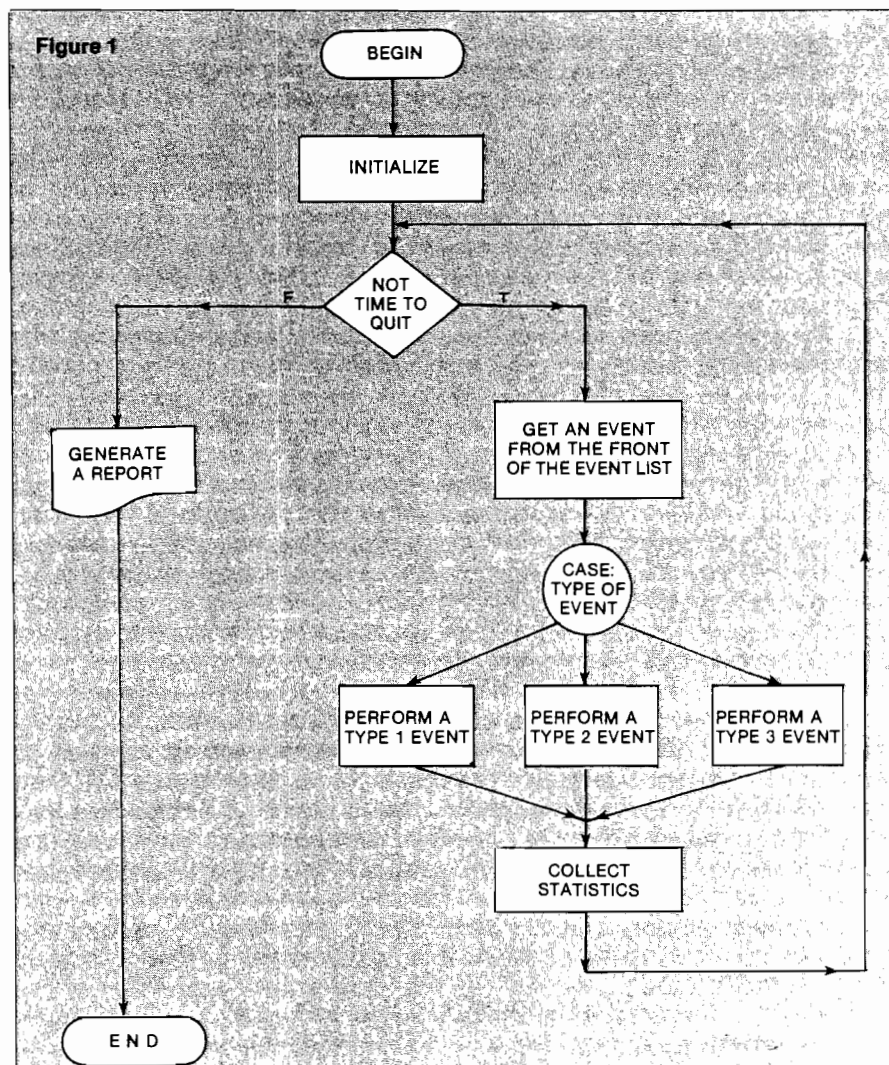 Figure 1
BEGIN
INITIALIZE
NOT
TIME TO
QUIT
F
T
GENERATE
A REPORT
GET AN EVENT
FROM THE FRONT
OF THE EVENT LIST
CASE:
TYPE OF
EVENT
PERFORM A
TYPE 1 EVENT
PERFORM A
TYPE 2 EVENT
PERFORM A
TYPE 3 EVENT
COLLECT
STATISTICS
END